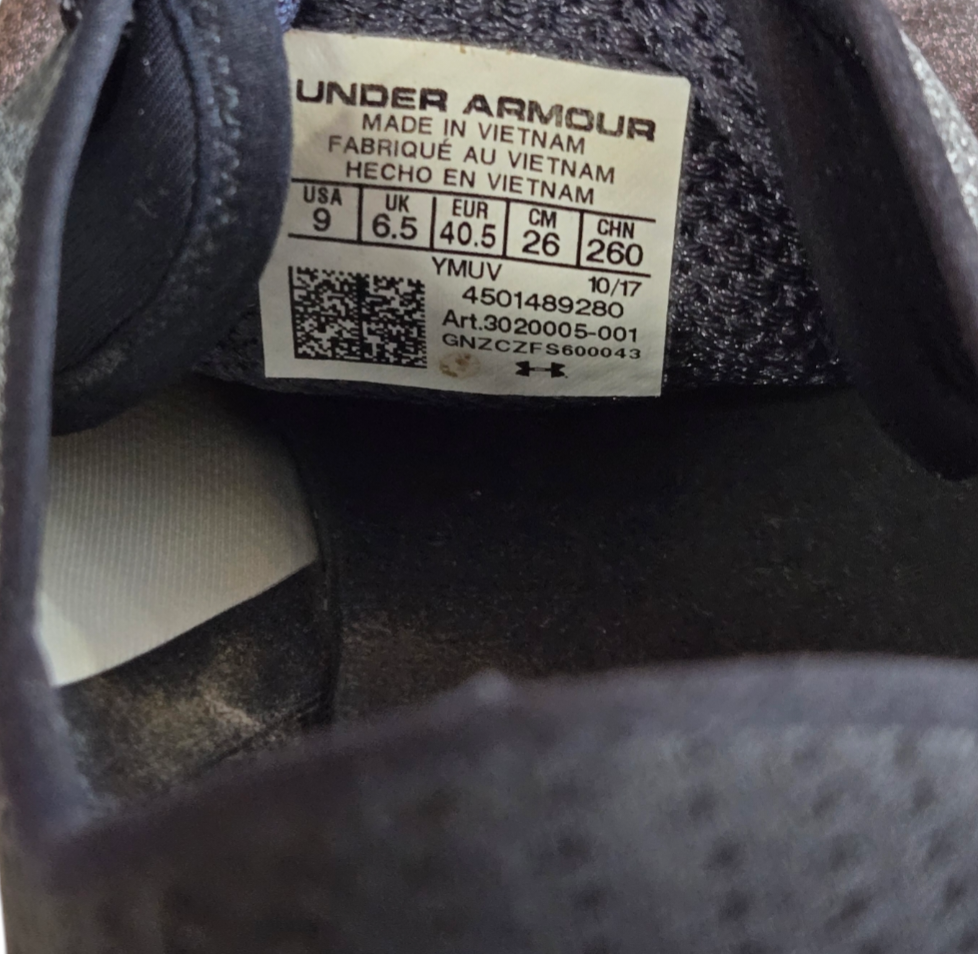 UNDER ARMOUR
MADE IN VIETNAM
FABRIQUÉ AU VIETNAM
HECHO EN VIETNAM
USA UK EUR CM CHN
9 6.5 40.5 26 260
YMUV 10/17
4501489280
Art.3020005-001
GNZCZFS600043